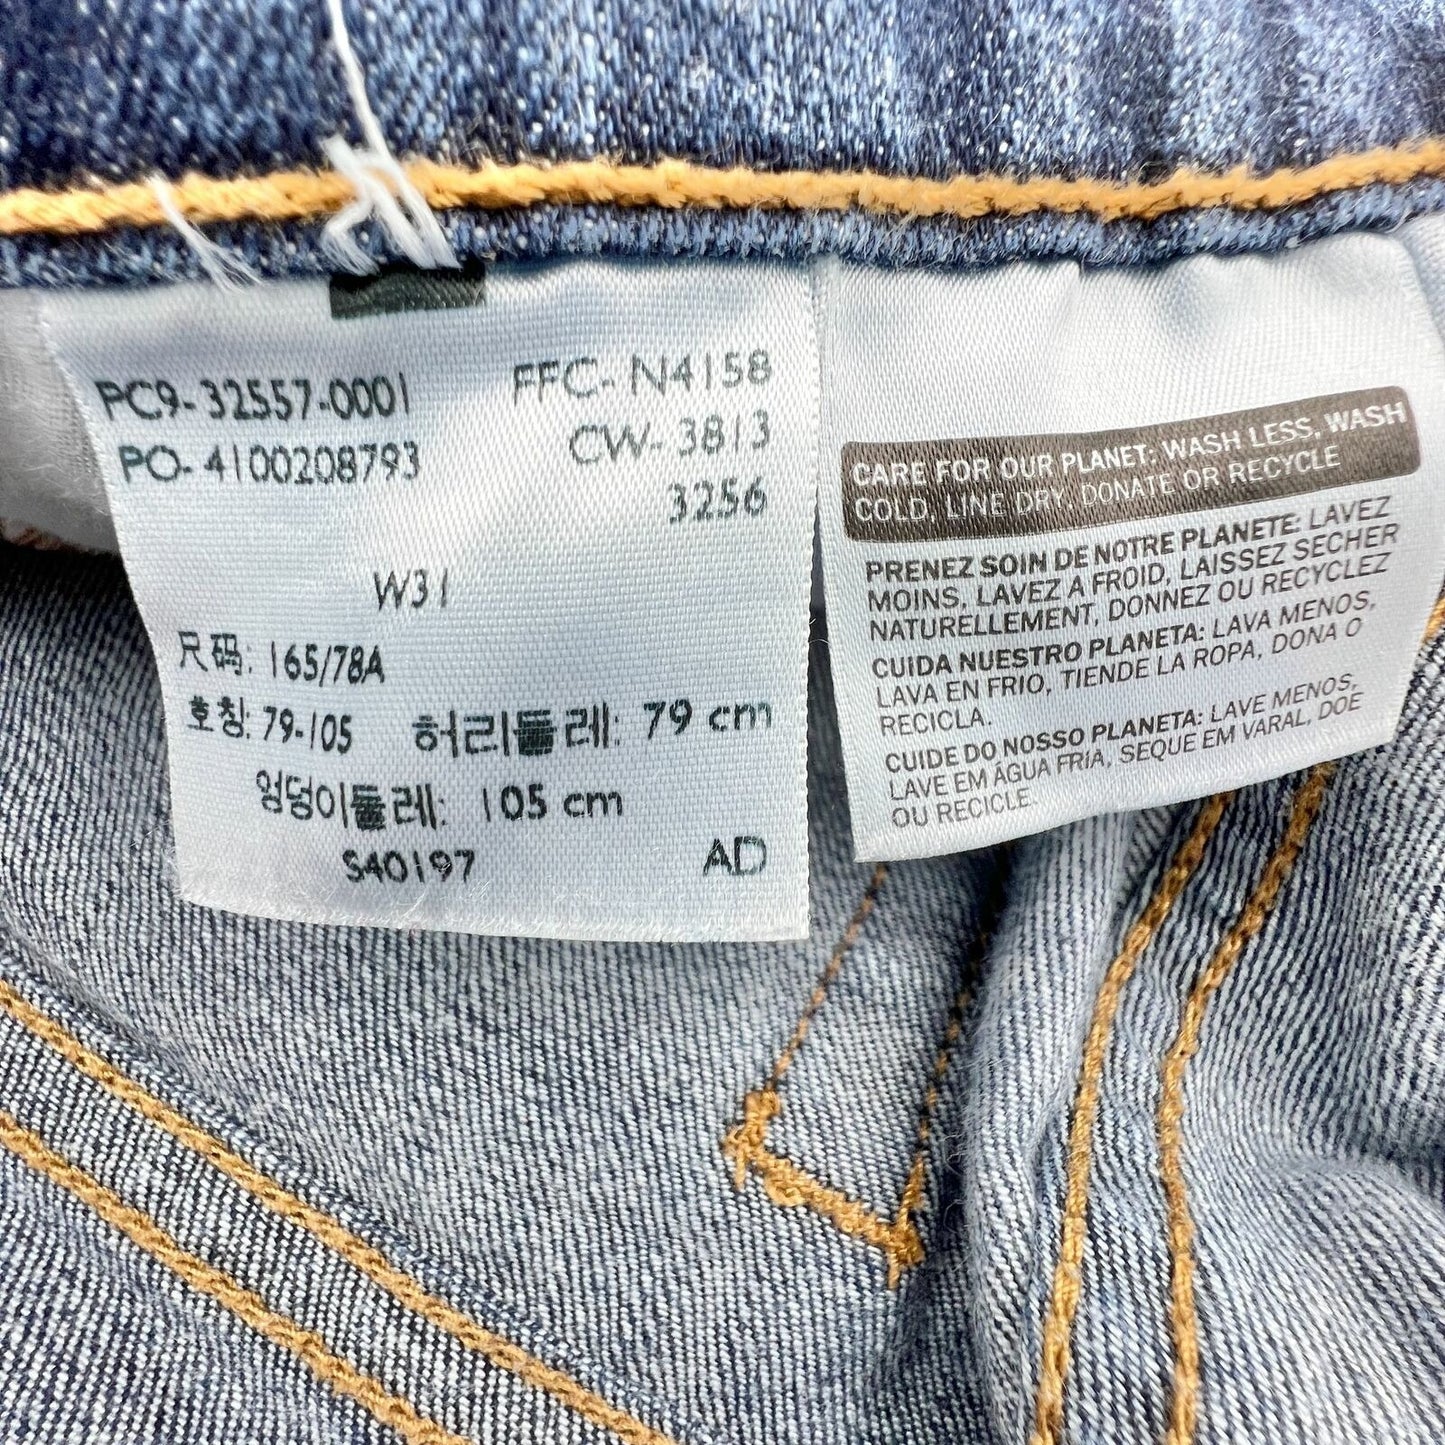 PC9-32557-0001
FFC-N4158
PO-4100208793
CW-3813
3256
W31
尺码: 165/78A
호칭: 79-105 허리둘레: 79 cm
엉덩이둘레: 105 cm
S40197
AD
CARE FOR OUR PLANET: WASH LESS, WASH
COLD, LINE DRY, DONATE OR RECYCLE
PRENEZ SOIN DE NOTRE PLANETE: LAVEZ
MOINS, LAVEZ A FROID, LAISSEZ SECHER
NATURELLEMENT, DONNEZ OU RECYCLEZ
CUIDA NUESTRO PLANETA: LAVA MENOS,
LAVA EN FRIO, TIENDE LA ROPA, DONA O
RECICLA.
CUIDE DO NOSSO PLANETA: LAVE MENOS,
LAVE EM ÁGUA FRÍA, SEQUE EM VARAL, DOE
OU RECICLE.